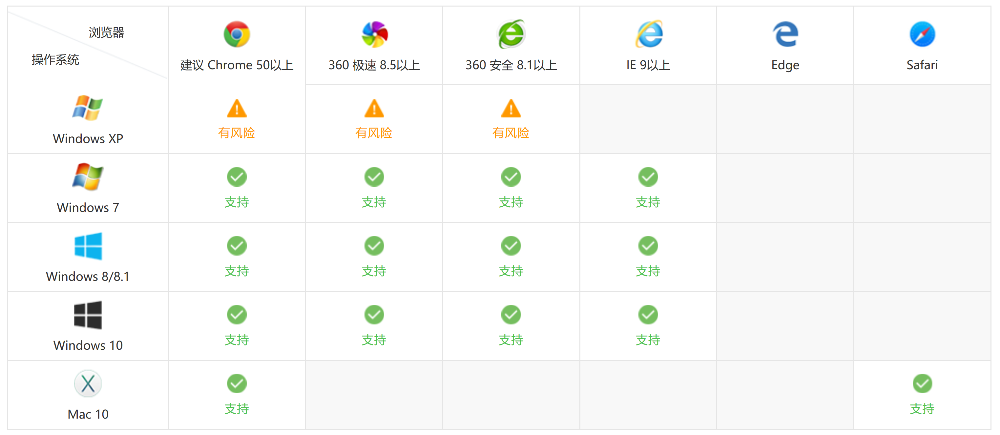 浏览器
操作系统
建议 Chrome 50以上
360 极速 8.5以上
360 安全 8.1以上
IE 9以上
Edge
Safari
Windows XP
有风险
有风险
有风险
Windows 7
支持
支持
支持
支持
Windows 8/8.1
支持
支持
支持
支持
Windows 10
支持
支持
支持
支持
Mac 10
支持
支持